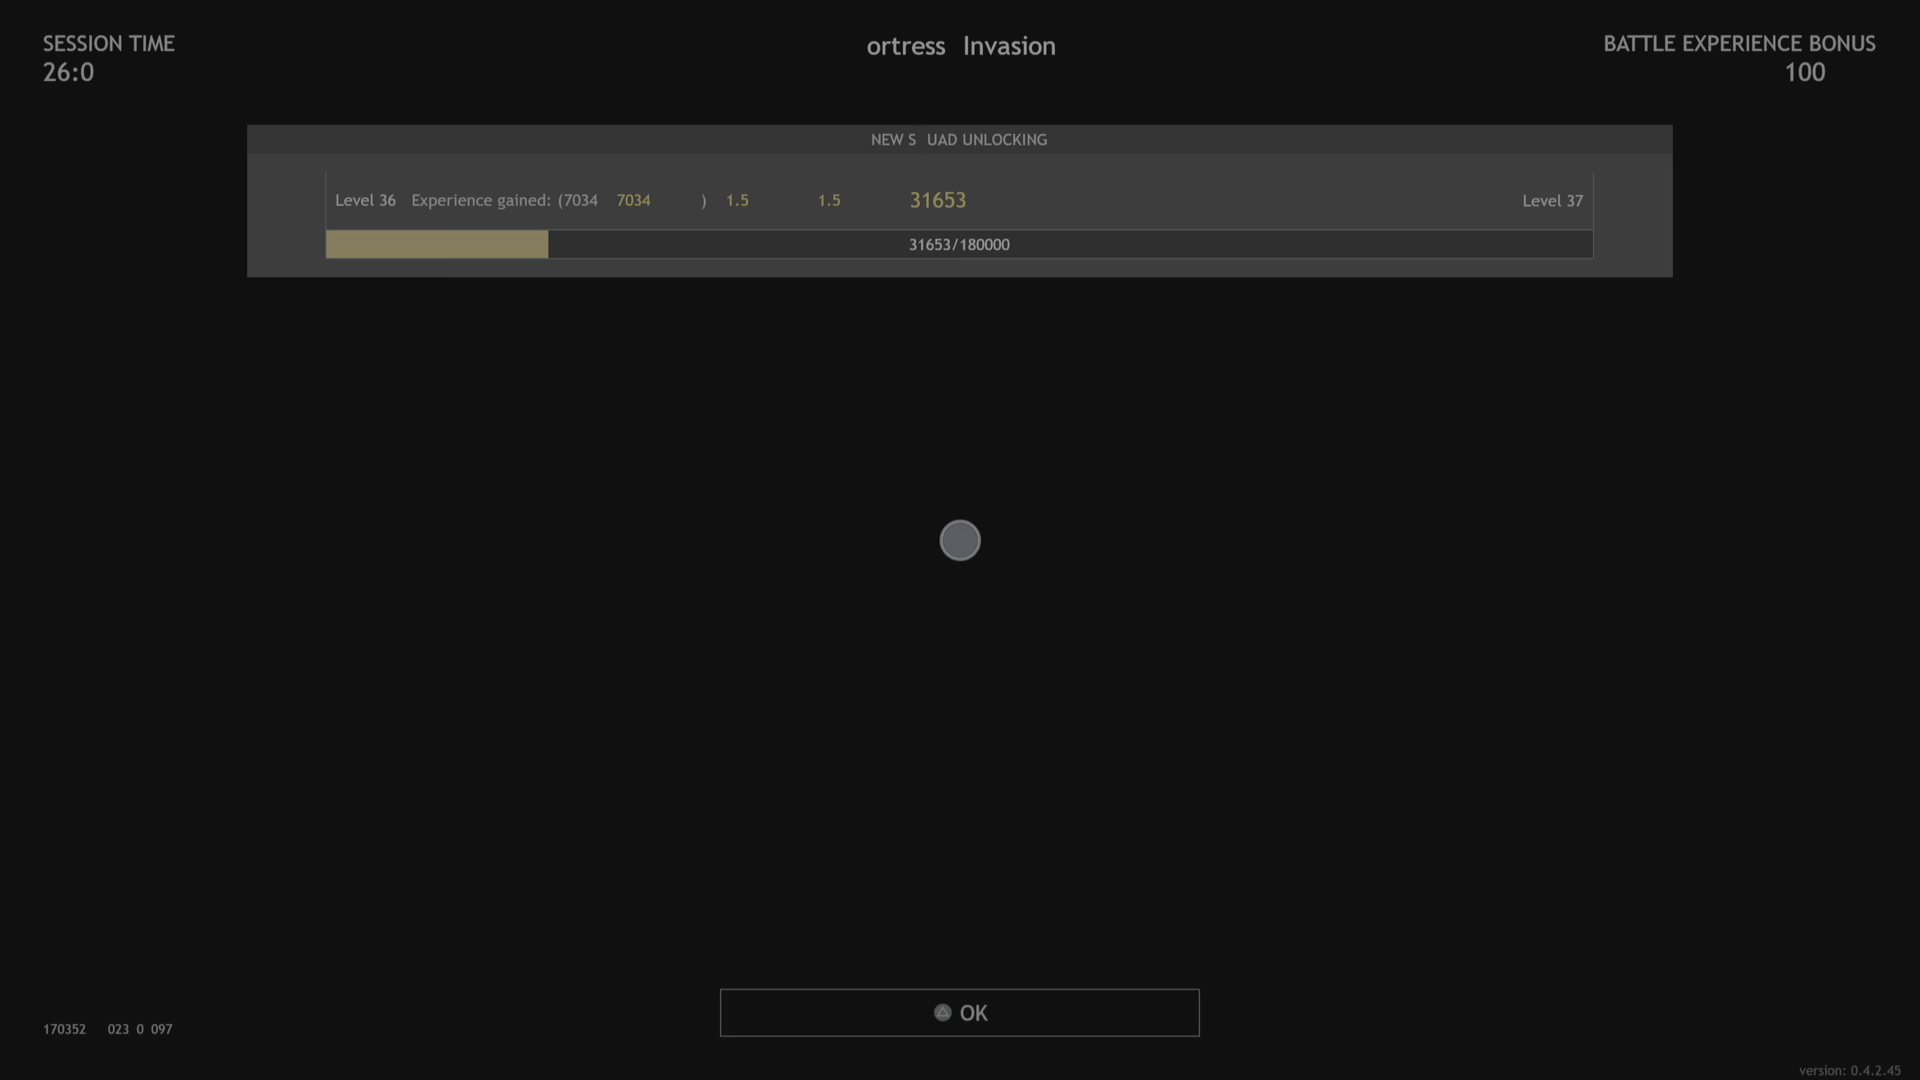 SESSION TIME
26:0
ortress Invasion
BATTLE EXPERIENCE BONUS
100
NEW S UAD UNLOCKING
Level 36 Experience gained: (7034 7034 ) 1.5 1.5 31653
Level 37
31653/180000
OK
170352 023 0 097
version: 0.4.2.45